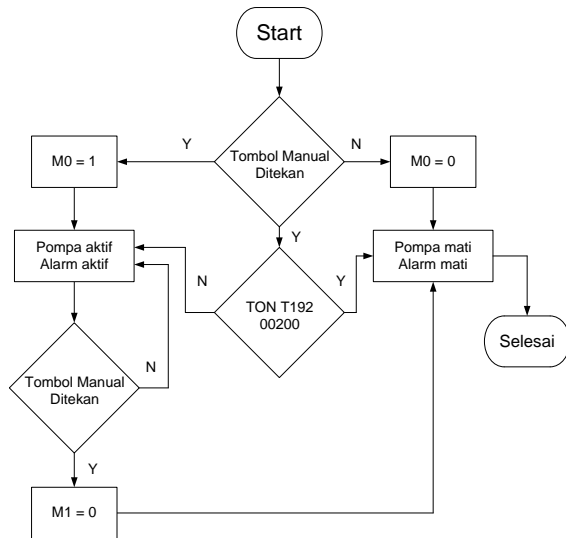 Start
Y
Tombol Manual
Ditekan
N
M0 = 1
M0 = 0
Y
Pompa aktif
Alarm aktif
N
TON T192
00200
Y
Pompa mati
Alarm mati
Tombol Manual
Ditekan
N
Selesai
Y
M1 = 0